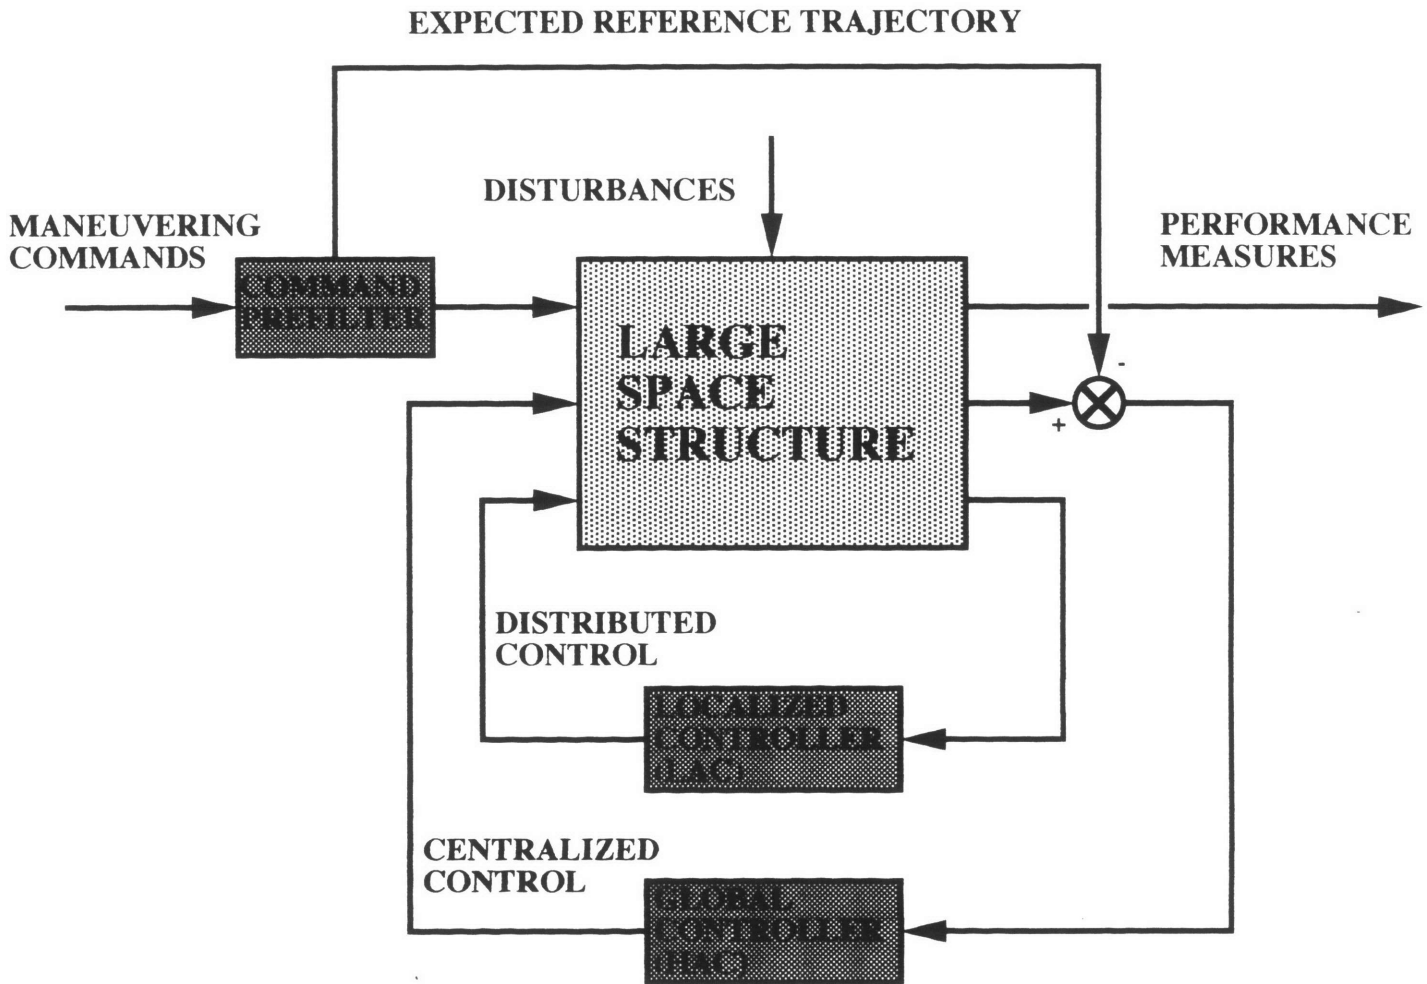 EXPECTED REFERENCE TRAJECTORY
DISTURBANCES
MANEUVERING
COMMANDS
PERFORMANCE
MEASURES
COMMAND
PREFILTER
LARGE
SPACE
STRUCTURE
-
+
DISTRIBUTED
CONTROL
LOCALIZED
CONTROLLER
(LAC)
CENTRALIZED
CONTROL
GLOBAL
CONTROLLER
(HAC)